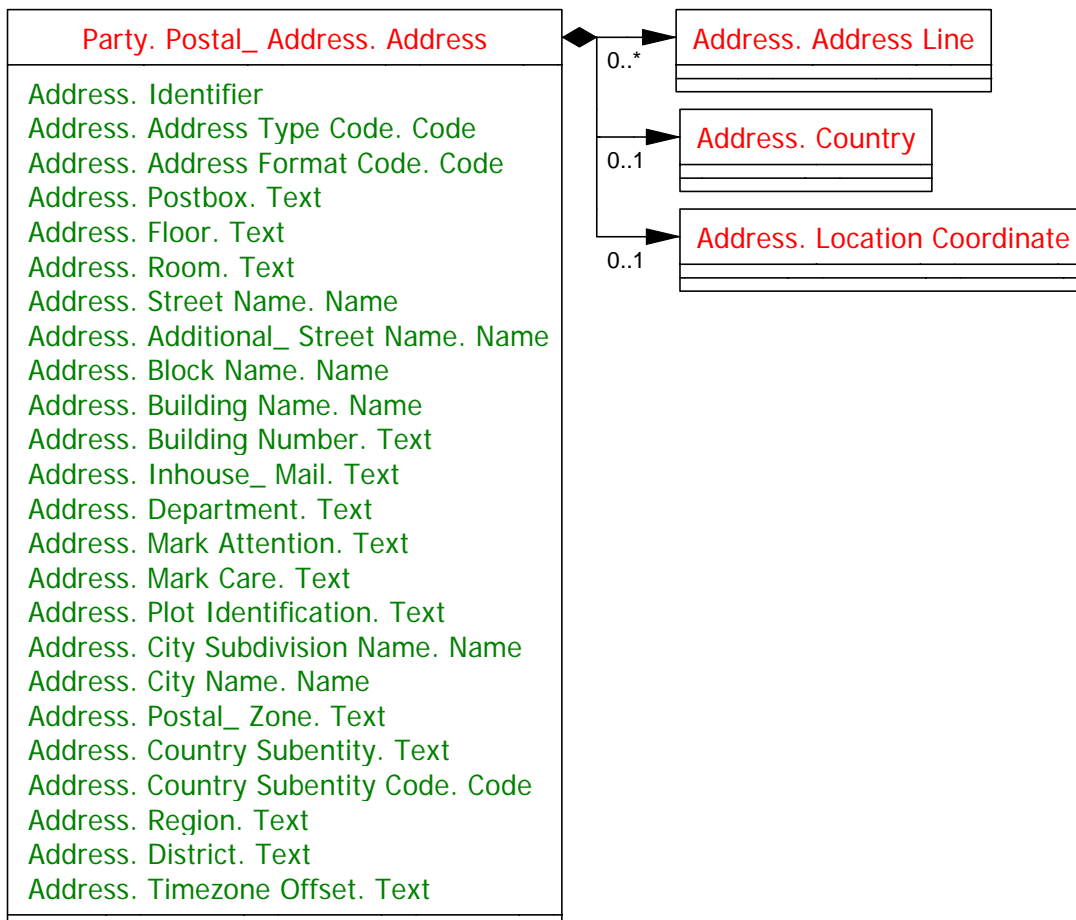 Party. Postal_ Address. Address
Address. Identifier
Address. Address Type Code. Code
Address. Address Format Code. Code
Address. Postbox. Text
Address. Floor. Text
Address. Room. Text
Address. Street Name. Name
Address. Additional_ Street Name. Name
Address. Block Name. Name
Address. Building Name. Name
Address. Building Number. Text
Address. Inhouse_ Mail. Text
Address. Department. Text
Address. Mark Attention. Text
Address. Mark Care. Text
Address. Plot Identification. Text
Address. City Subdivision Name. Name
Address. City Name. Name
Address. Postal_ Zone. Text
Address. Country Subentity. Text
Address. Country Subentity Code. Code
Address. Region. Text
Address. District. Text
Address. Timezone Offset. Text
0..*
Address. Address Line
0..1
Address. Country
0..1
Address. Location Coordinate